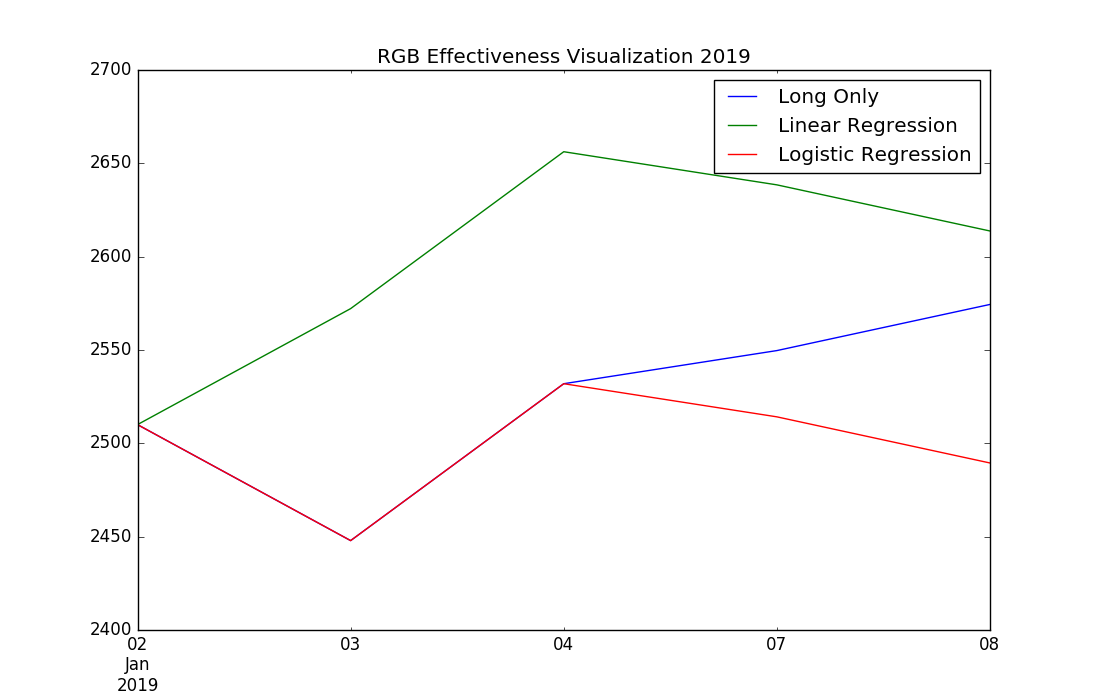 RGB Effectiveness Visualization 2019
2700
2650
2600
2550
2500
2450
2400
Long Only
Linear Regression
Logistic Regression
02 03 04 07 08
Jan
2019